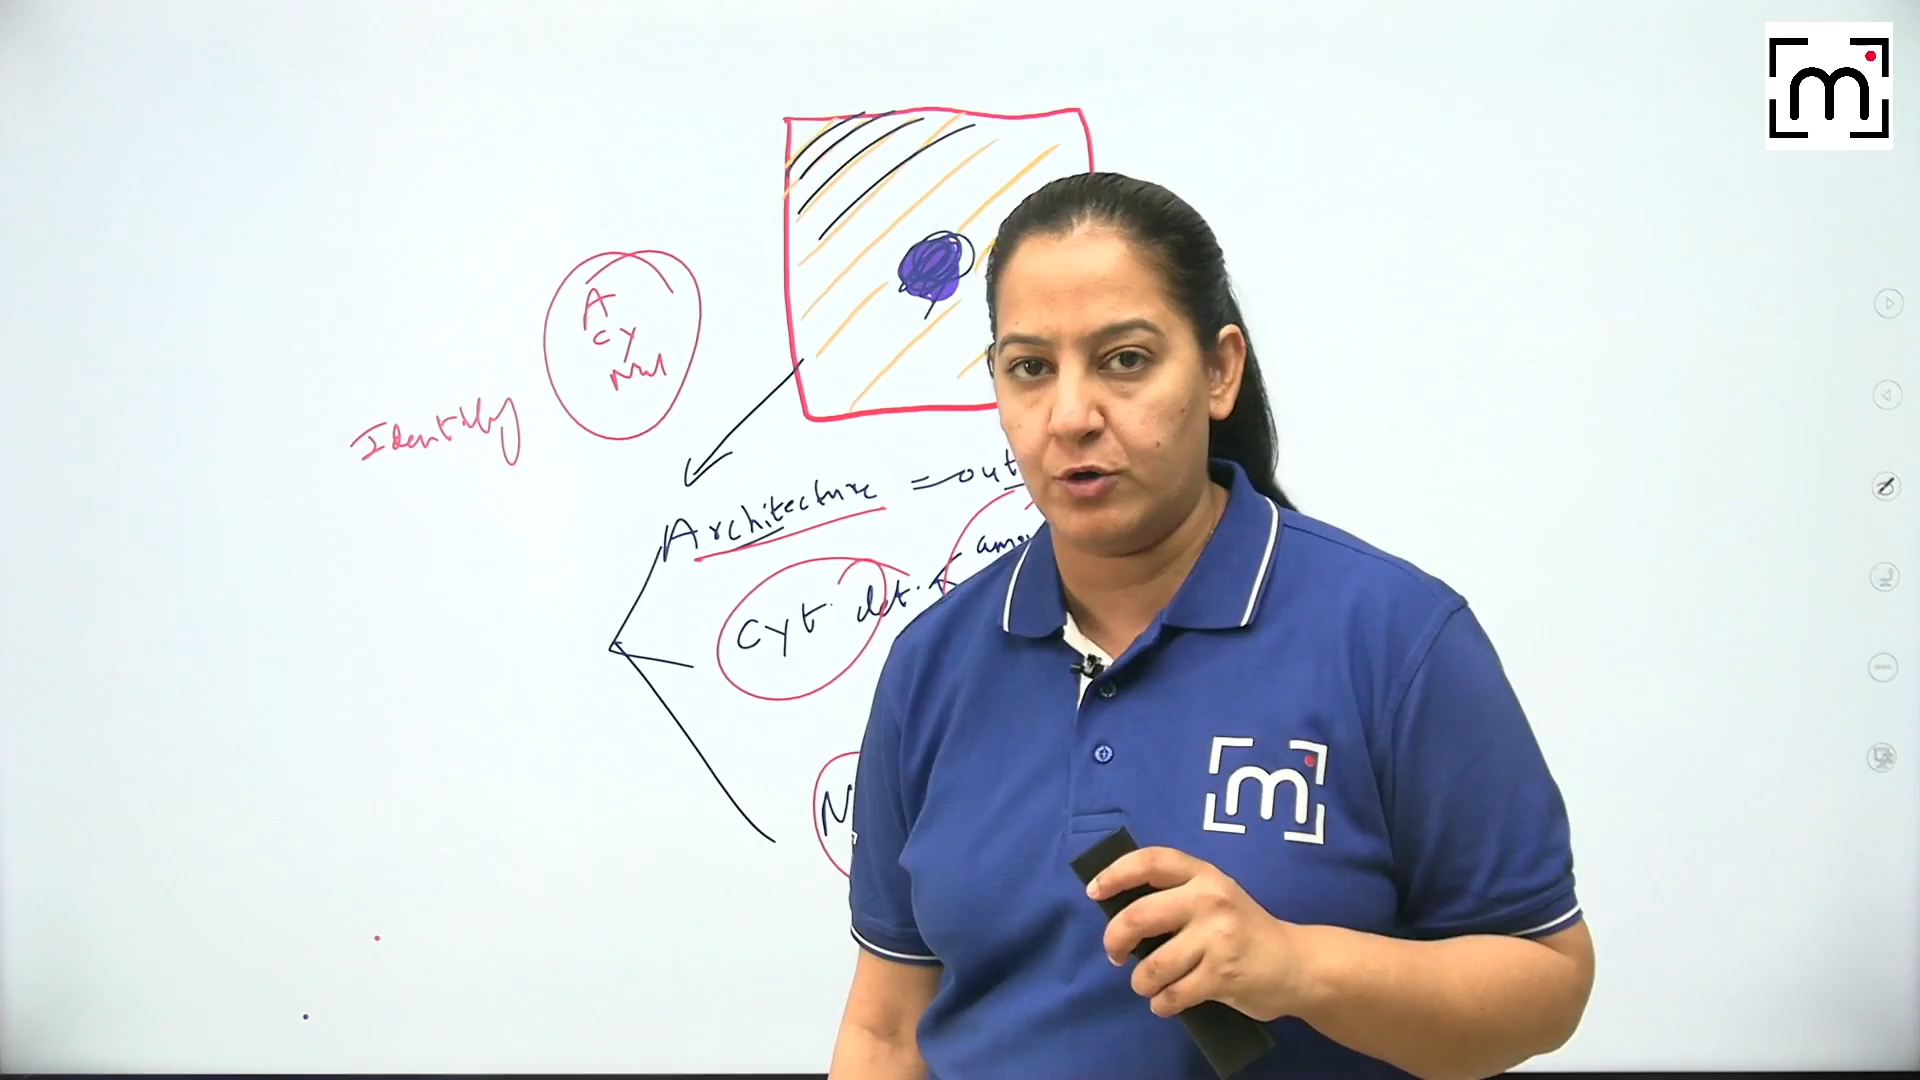 m
A
Cy
Nul
Identify
Architecture = out
amo
Cyt. det.
N
m